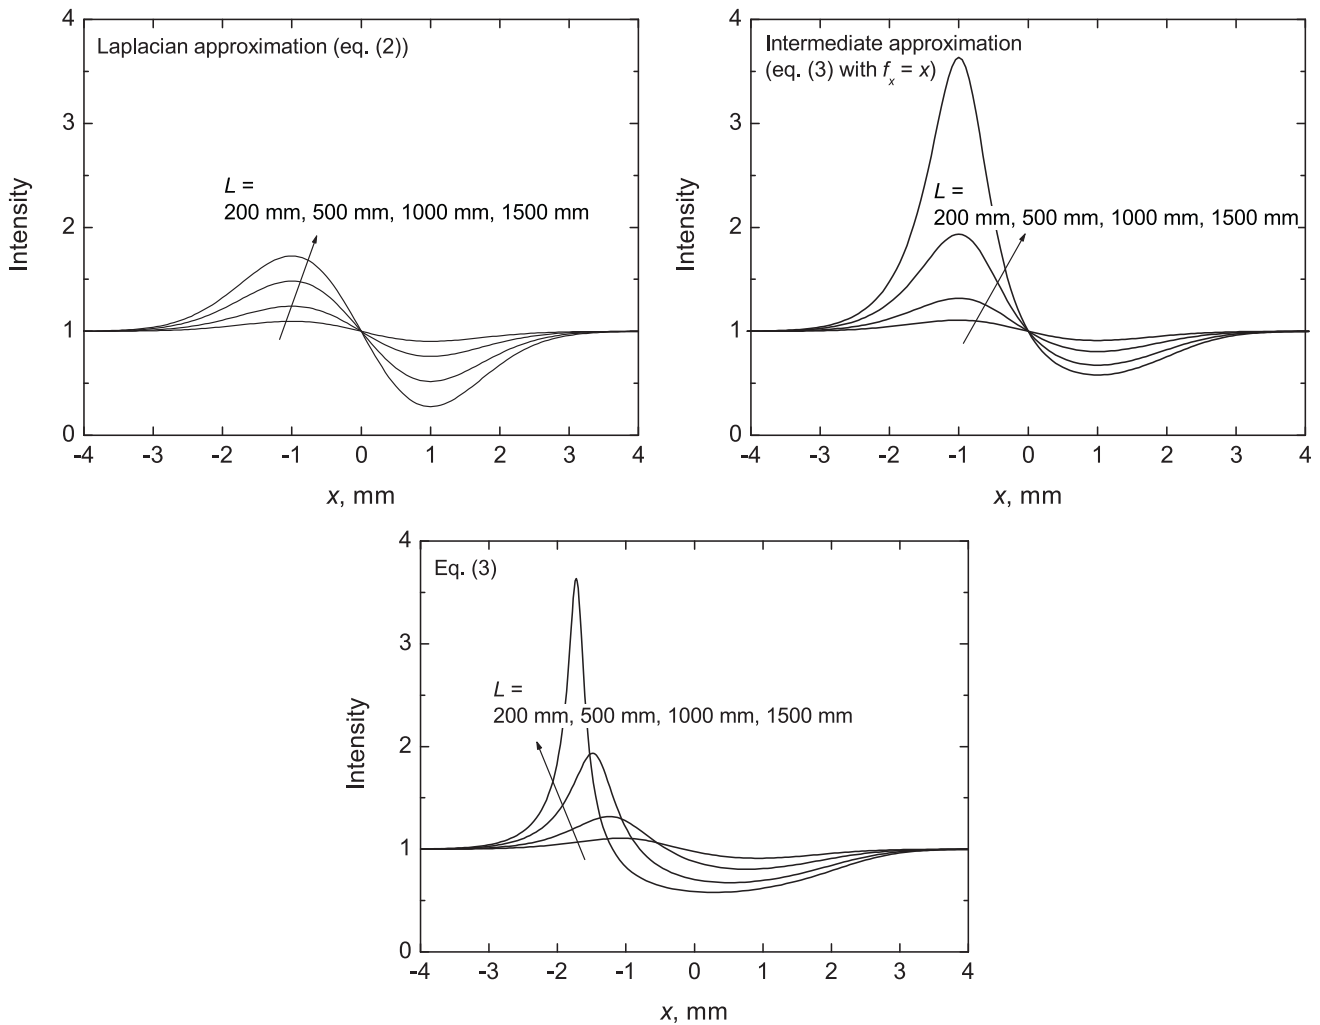 Laplacian approximation (eq. (2))
L =
200 mm, 500 mm, 1000 mm, 1500 mm
Intensity
4
3
2
1
0
-4 -3 -2 -1 0 1 2 3 4
x, mm
Intermediate approximation
(eq. (3) with fx = x)
L =
200 mm, 500 mm, 1000 mm, 1500 mm
Intensity
4
3
2
1
0
-4 -3 -2 -1 0 1 2 3 4
x, mm
Eq. (3)
L =
200 mm, 500 mm, 1000 mm, 1500 mm
Intensity
4
3
2
1
0
-4 -3 -2 -1 0 1 2 3 4
x, mm